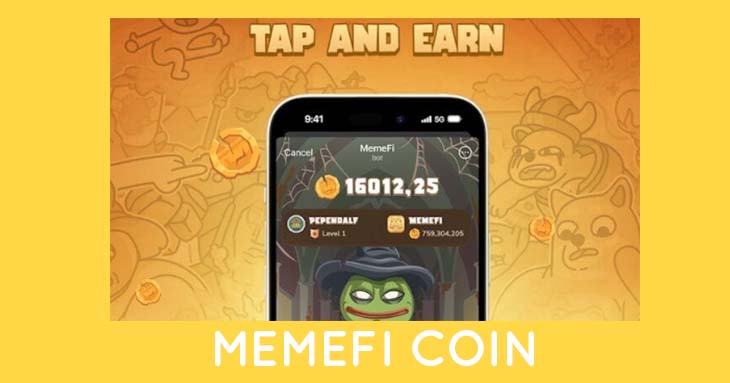 TAP AND EARN
9:41 5G
Cancel MemeFi
bot
16012,25
PEPENDALF MEMEFI
Level 1 759,304,205
MEMEFI COIN